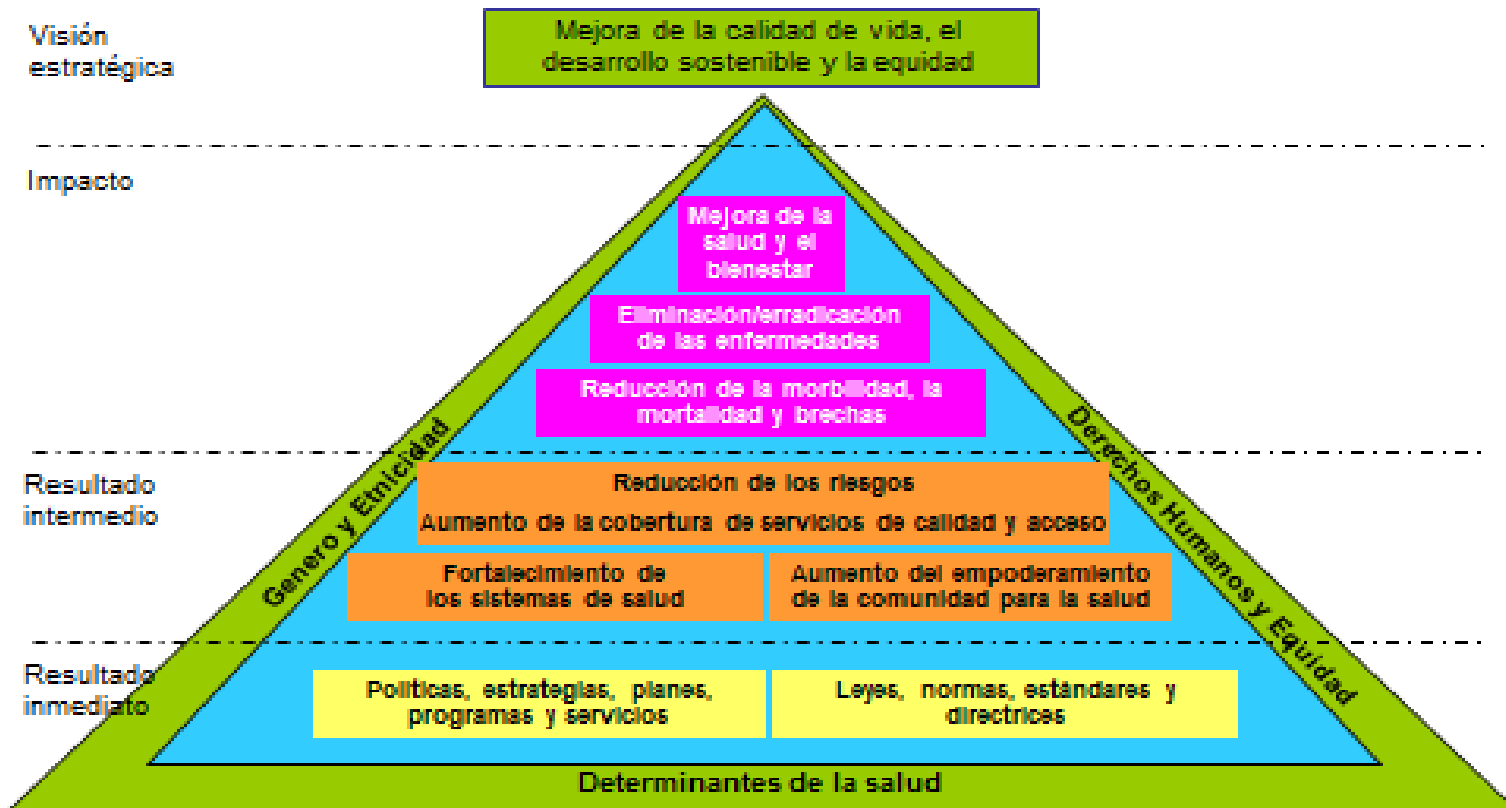 Visión
estratégica
Mejora de la calidad de vida, el
desarrollo sostenible y la equidad
Impacto
Mejora de la
salud y el
bienestar
Eliminación/erradicación
de las enfermedades
Reducción de la morbilidad, la
mortalidad y brechas
Genero y Etnicidad
Derechos Humanos y Equidad
Resultado
intermedio
Reducción de los riesgos
Aumento de la cobertura de servicios de calidad y acceso
Fortalecimiento de
los sistemas de salud
Aumento del empoderamiento
de la comunidad para la salud
Resultado
inmediato
Políticas, estrategias, planes,
programas y servicios
Leyes, normas, estándares y
directrices
Determinantes de la salud